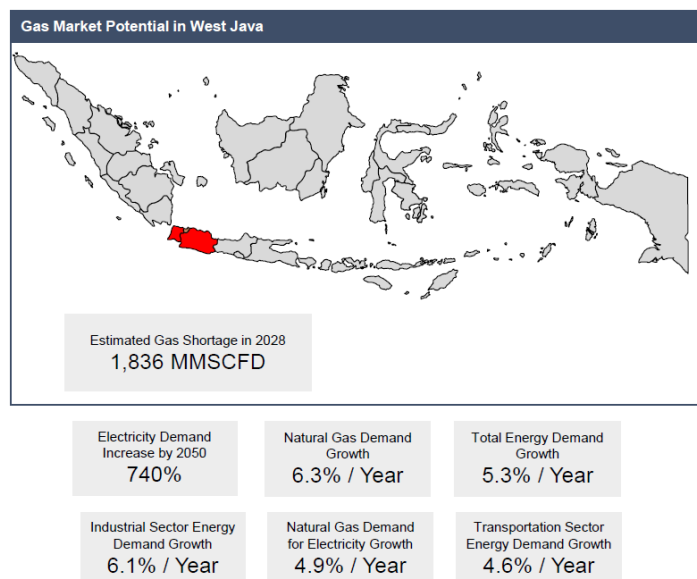 Gas Market Potential in West Java
Estimated Gas Shortage in 2028
1,836 MMSCFD
Electricity Demand
Increase by 2050
740%
Natural Gas Demand
Growth
6.3% / Year
Total Energy Demand
Growth
5.3% / Year
Industrial Sector Energy
Demand Growth
6.1% / Year
Natural Gas Demand
for Electricity Growth
4.9% / Year
Transportation Sector
Energy Demand Growth
4.6% / Year